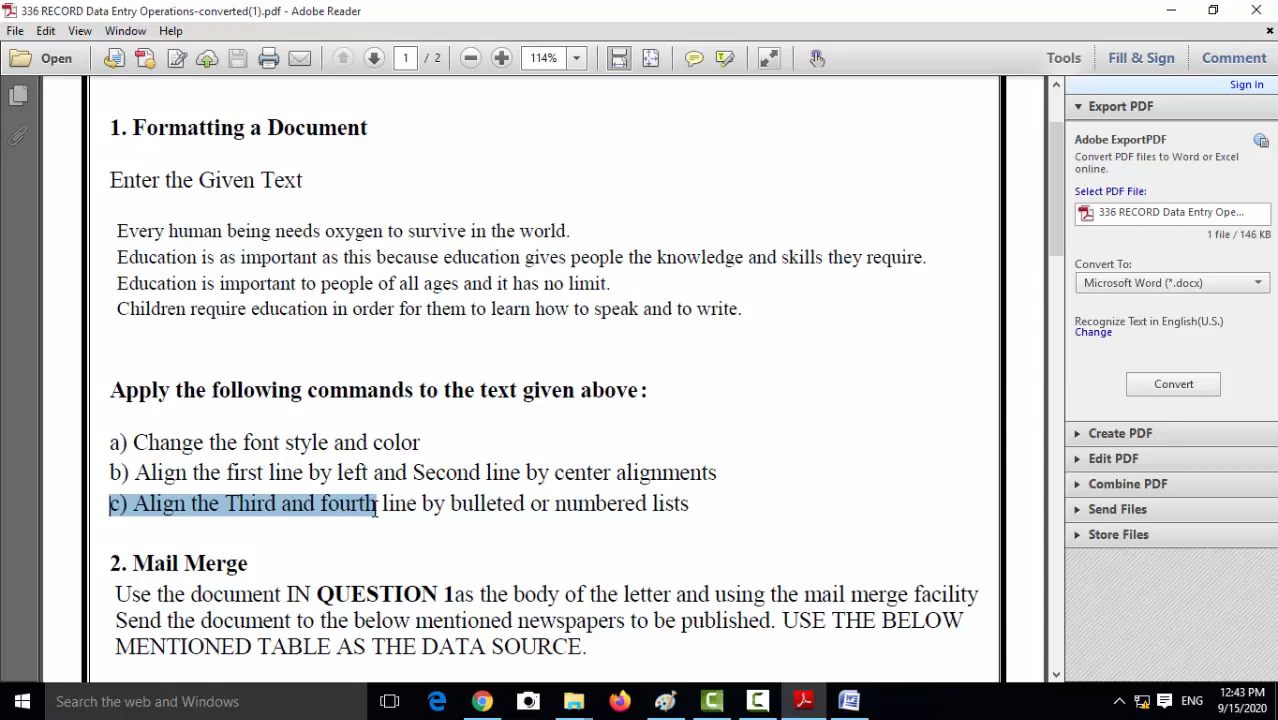 336 RECORD Data Entry Operations-converted(1).pdf - Adobe Reader
File Edit View Window Help
Open 1 / 2 114% Tools Fill & Sign Comment
Sign In
Export PDF
Adobe ExportPDF
Convert PDF files to Word or Excel
online.
Select PDF File:
336 RECORD Data Entry Ope...
1 file / 146 KB
Convert To:
Microsoft Word (*.docx)
Recognize Text in English(U.S.)
Change
Convert
Create PDF
Edit PDF
Combine PDF
Send Files
Store Files
1. Formatting a Document
Enter the Given Text
Every human being needs oxygen to survive in the world.
Education is as important as this because education gives people the knowledge and skills they require.
Education is important to people of all ages and it has no limit.
Children require education in order for them to learn how to speak and to write.
Apply the following commands to the text given above:
a) Change the font style and color
b) Align the first line by left and Second line by center alignments
c) Align the Third and fourth line by bulleted or numbered lists
2. Mail Merge
Use the document IN QUESTION 1as the body of the letter and using the mail merge facility
Send the document to the below mentioned newspapers to be published. USE THE BELOW
MENTIONED TABLE AS THE DATA SOURCE.
Search the web and Windows
ENG
12:43 PM
9/15/2020